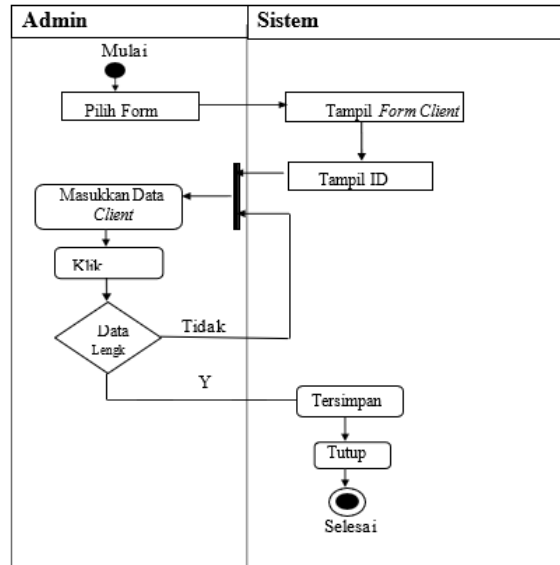 Admin
Sistem
Mulai
Pilih Form
Tampil Form Client
Tampil ID
Masukkan Data
Client
Klik
Data
Lengk
Tidak
Y
Tersimpan
Tutup
Selesai